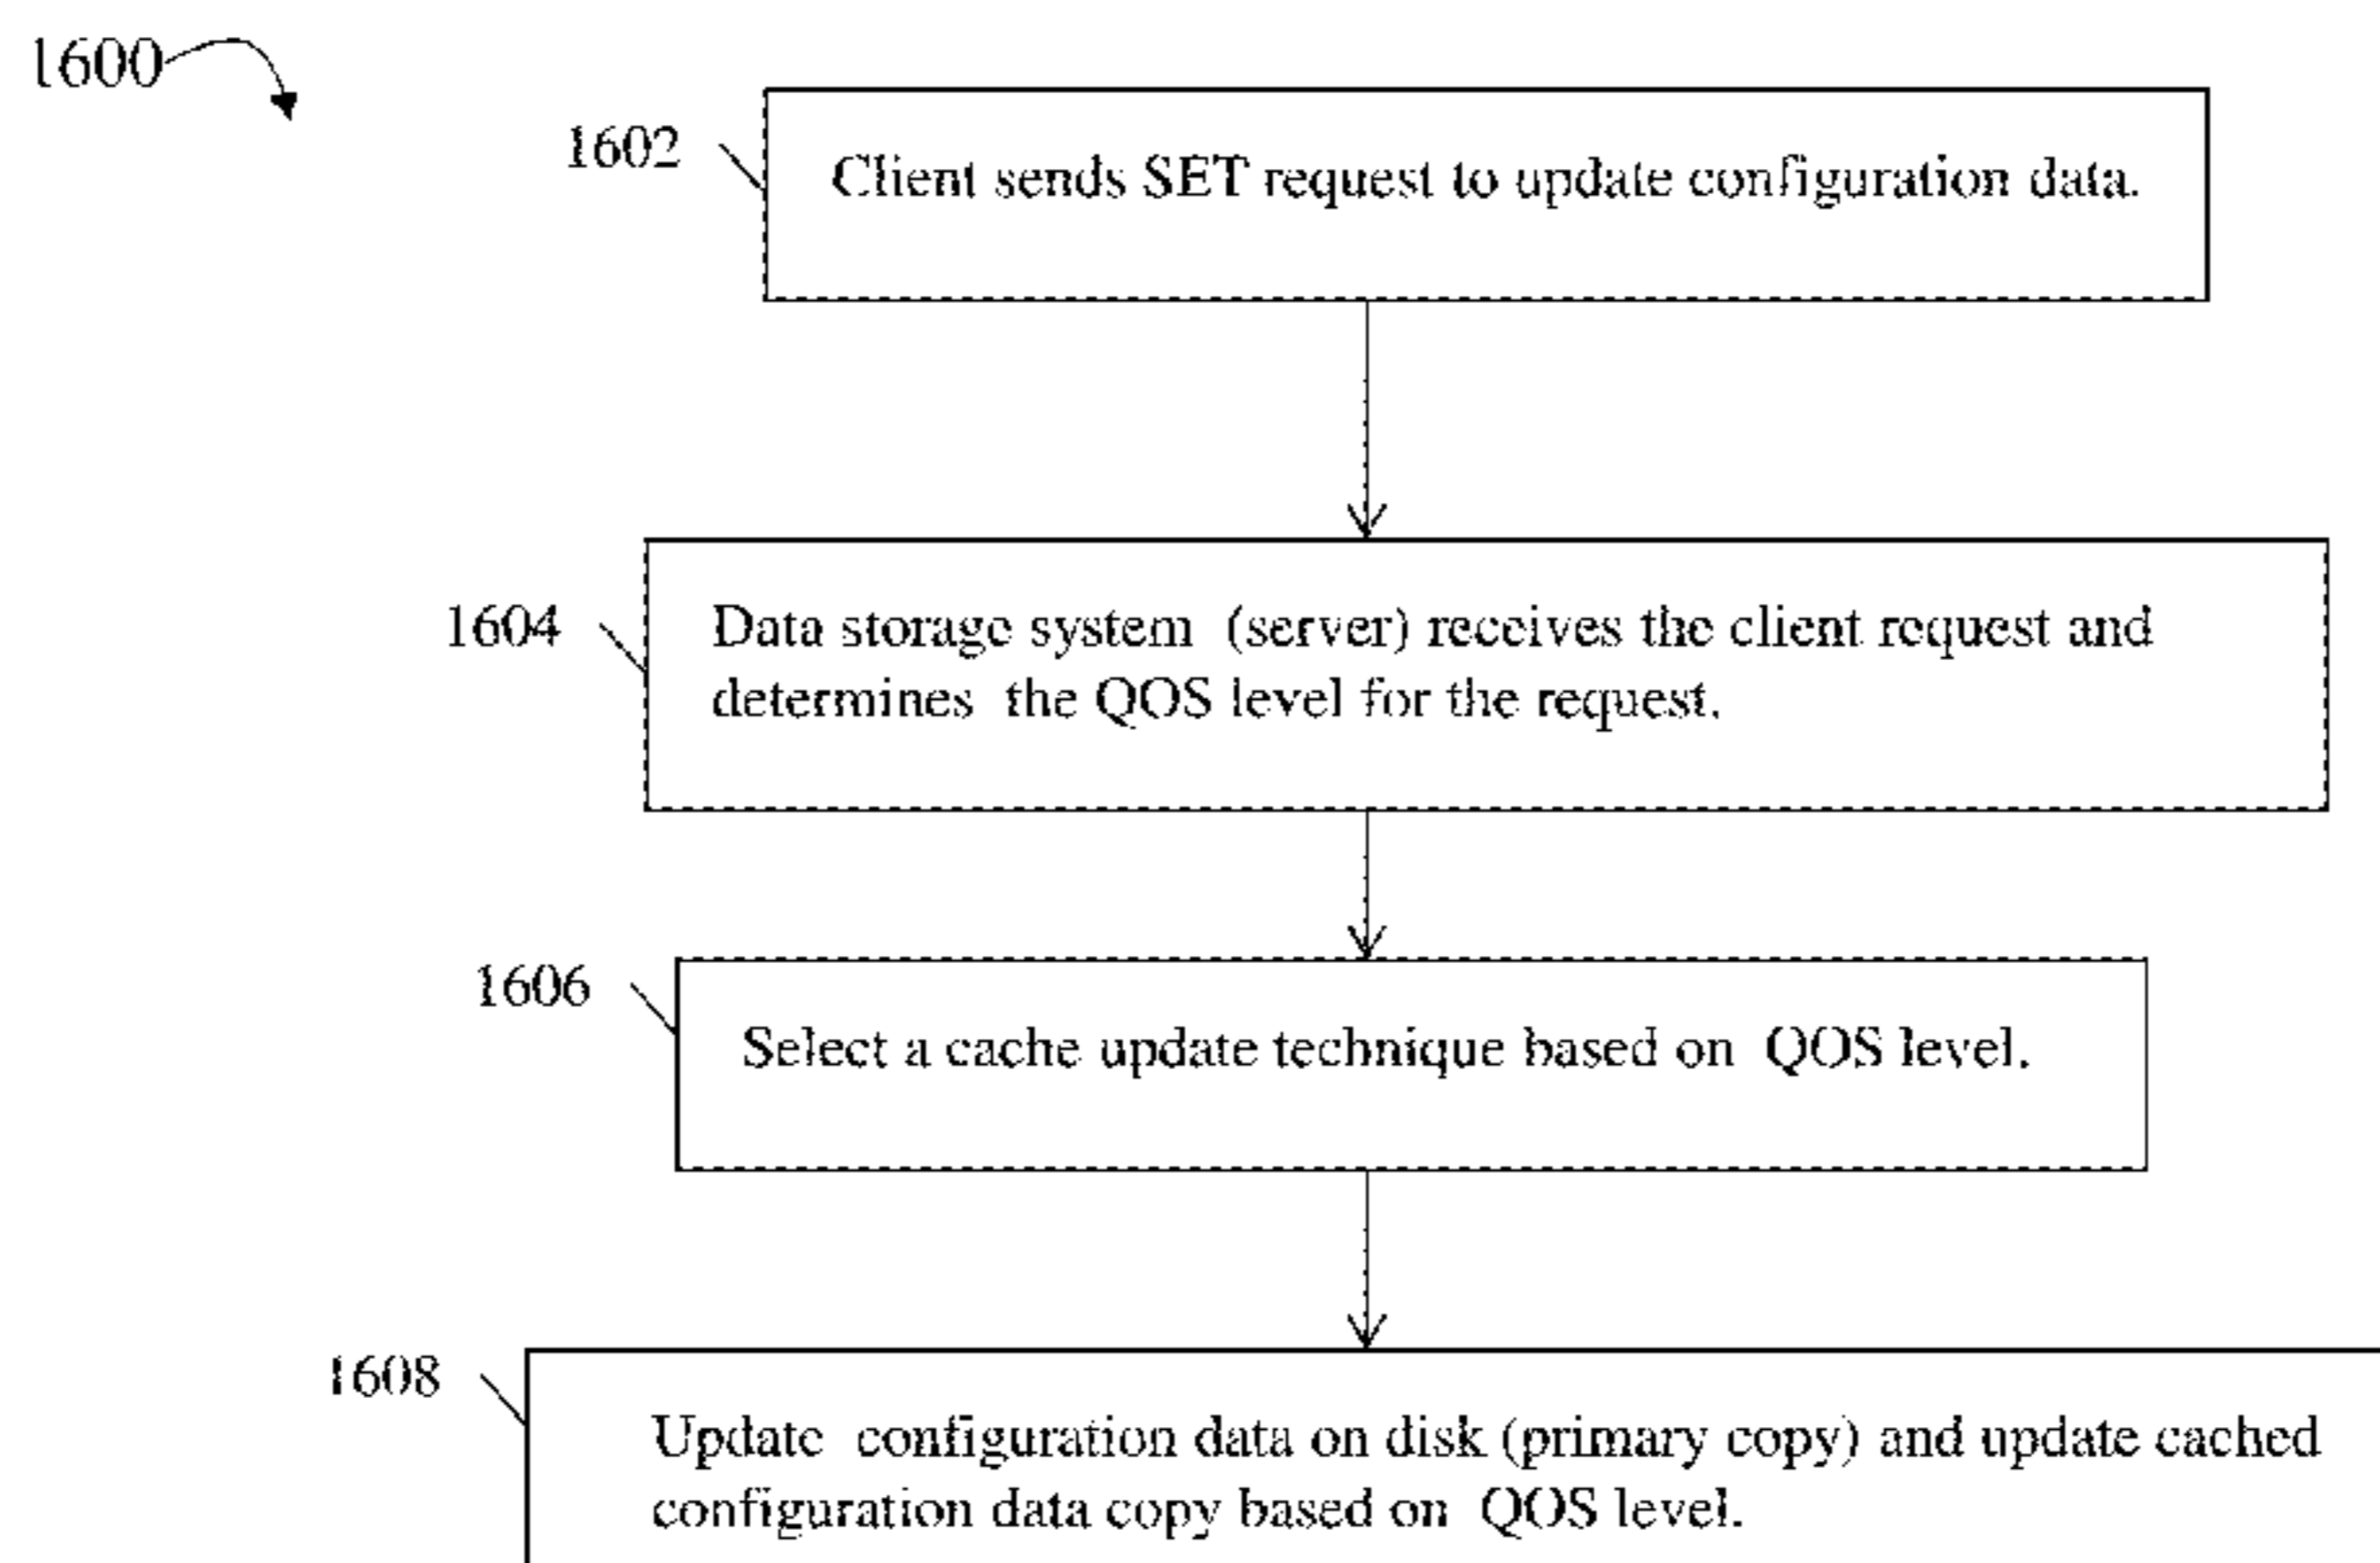 1600
1602
Client sends SET request to update configuration data.
1604
Data storage system (server) receives the client request and
determines the QOS level for the request.
1606
Select a cache update technique based on QOS level.
1608
Update configuration data on disk (primary copy) and update cached
configuration data copy based on QOS level.